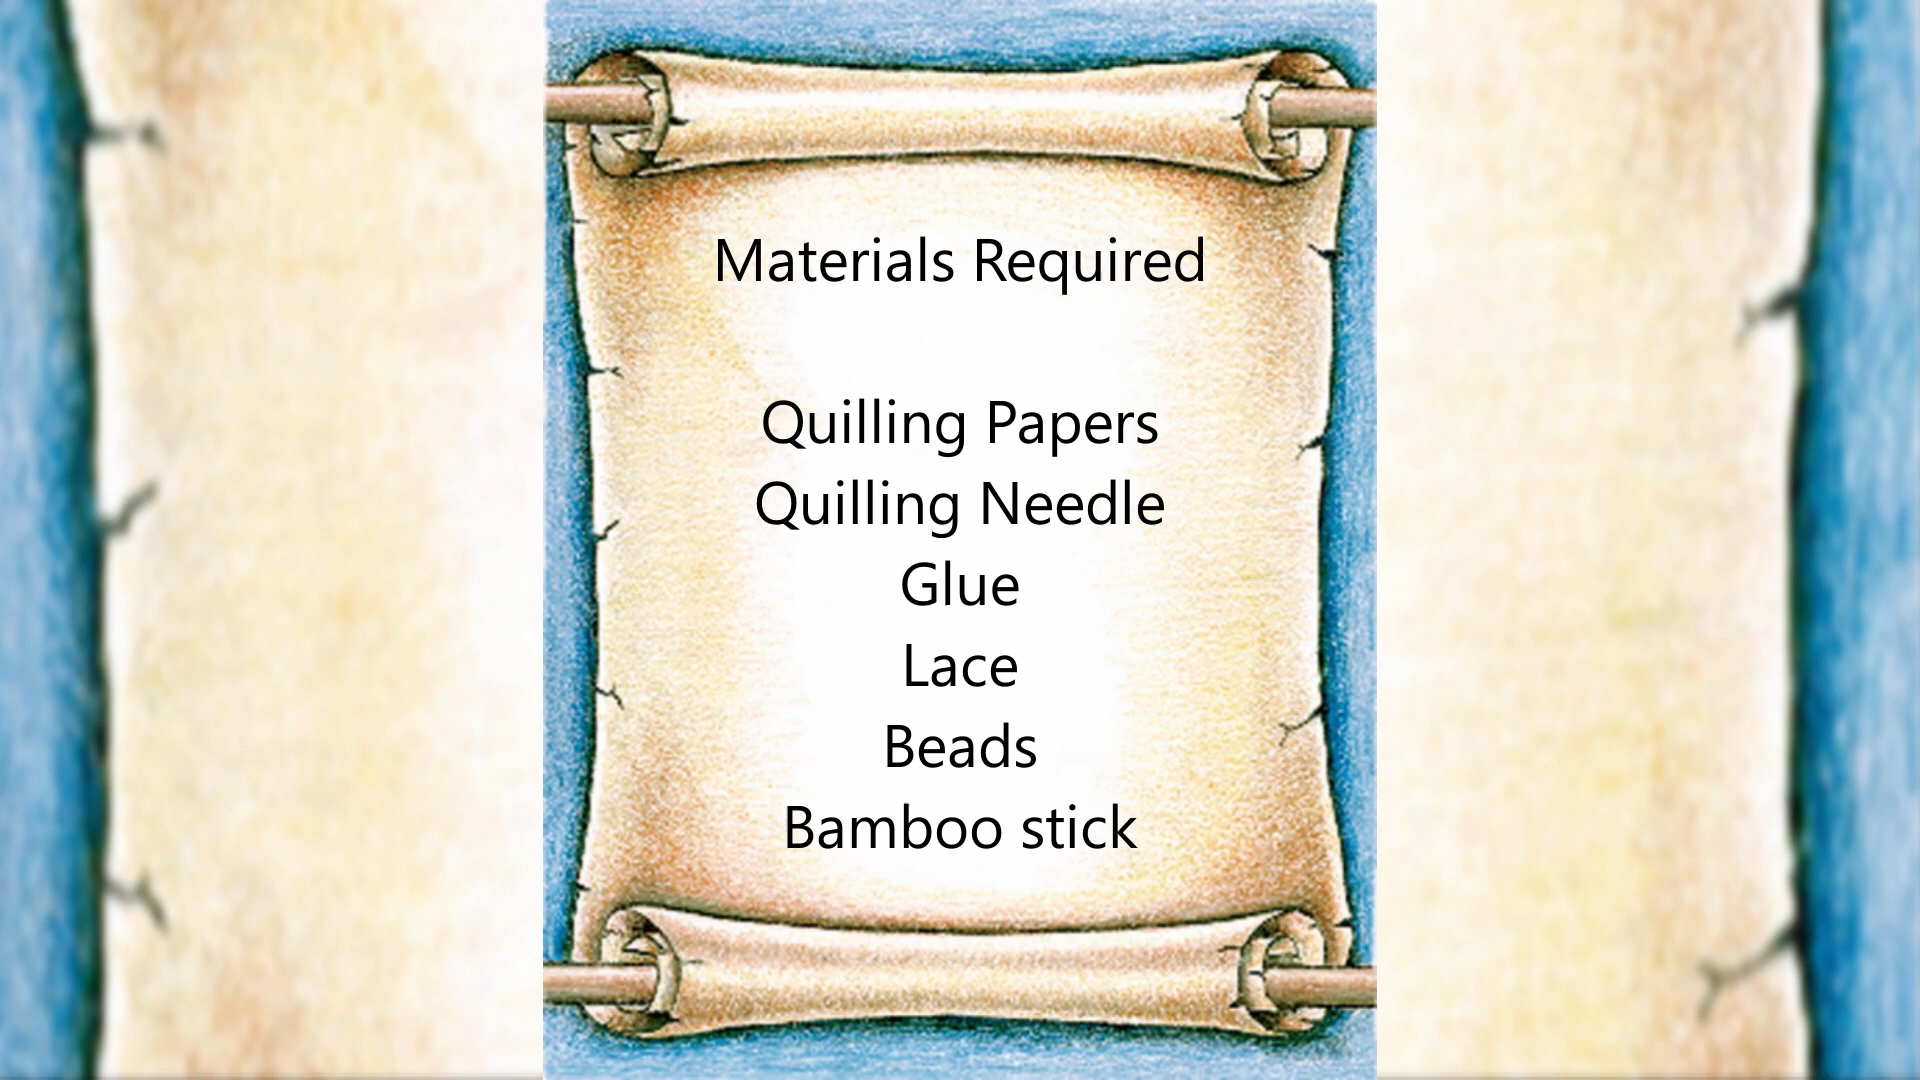 Materials Required
Quilling Papers
Quilling Needle
Glue
Lace
Beads
Bamboo stick